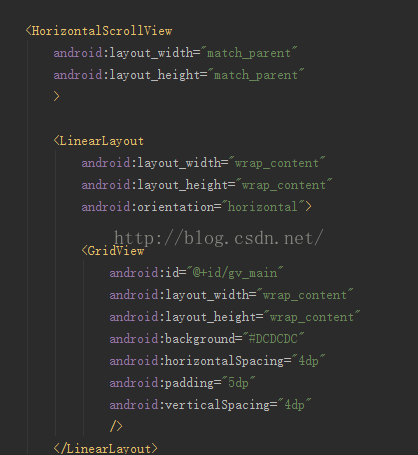 <HorizontalScrollView
android:layout_width="match_parent"
android:layout_height="match_parent"
>
<LinearLayout
android:layout_width="wrap_content"
android:layout_height="wrap_content"
android:orientation="horizontal">
http://blog.csdn.net/
<GridView
android:id="@+id/gv_main"
android:layout_width="wrap_content"
android:layout_height="wrap_content"
android:background="#DCDCDC"
android:horizontalSpacing="4dp"
android:padding="5dp"
android:verticalSpacing="4dp"
/>
</LinearLayout>